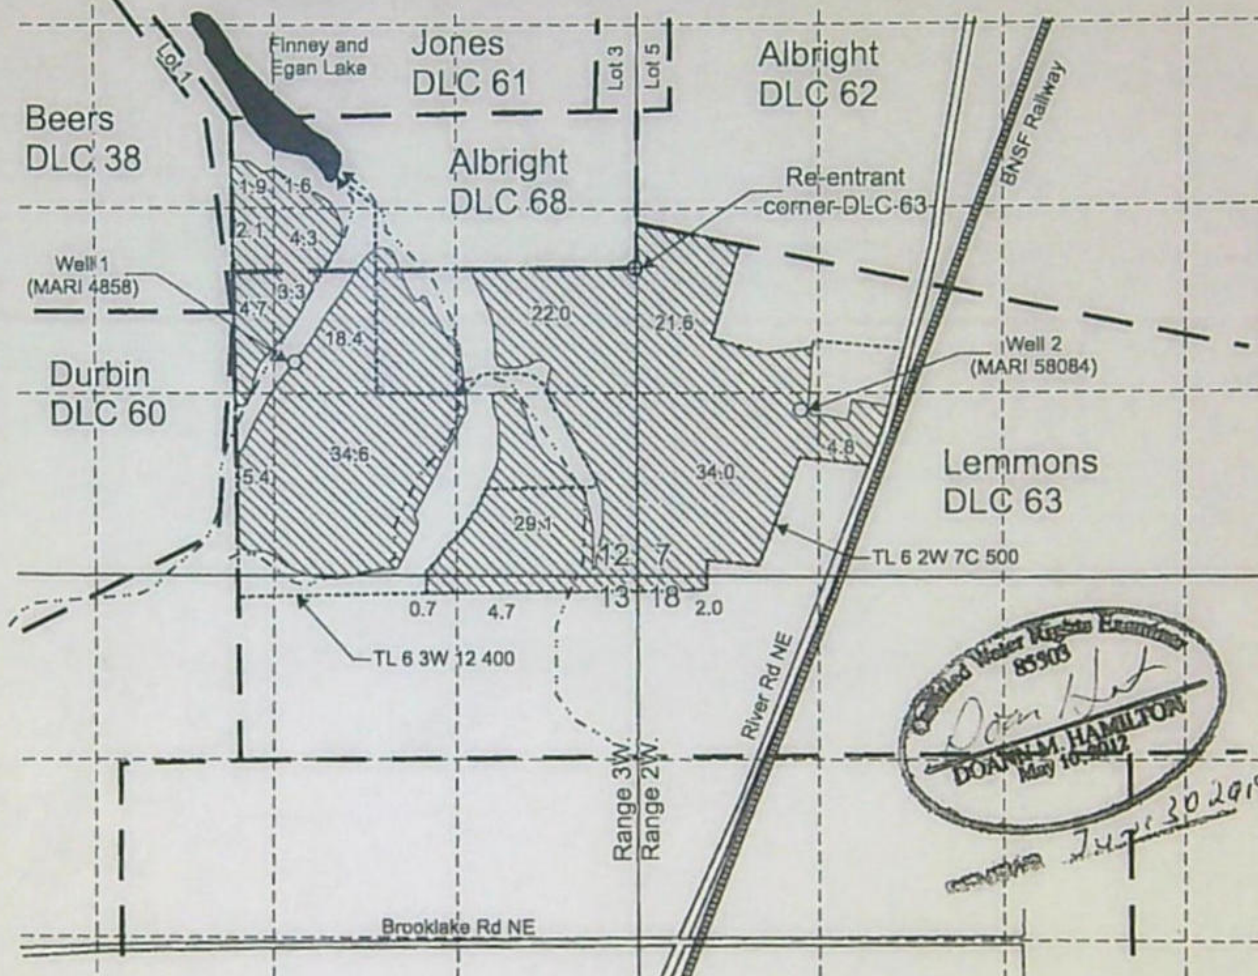 Lot 1
Finney and
Egan Lake
Jones
DLC 61
Lot 3
Lot 5
Albright
DLC 62
Beers
DLC 38
Albright
DLC 68
BNSF Railway
Re-entrant
corner DLC 63
1.9
1.6
2.1
4.3
Well 1
(MARI 4858)
3.3
4.7
18.4
22.0
21.6
Well 2
(MARI 58084)
Durbin
DLC 60
34.6
5.4
34.0
4.8
Lemmons
DLC 63
29.1
12 7
TL 6 2W 7C 500
13 18
0.7
4.7
2.0
TL 6 3W 12 400
River Rd NE
Range 3W.
Range 2W.
Certified Water Rights Examiner
85503
DOANN M. HAMILTON
May 10, 2012
Brooklake Rd NE